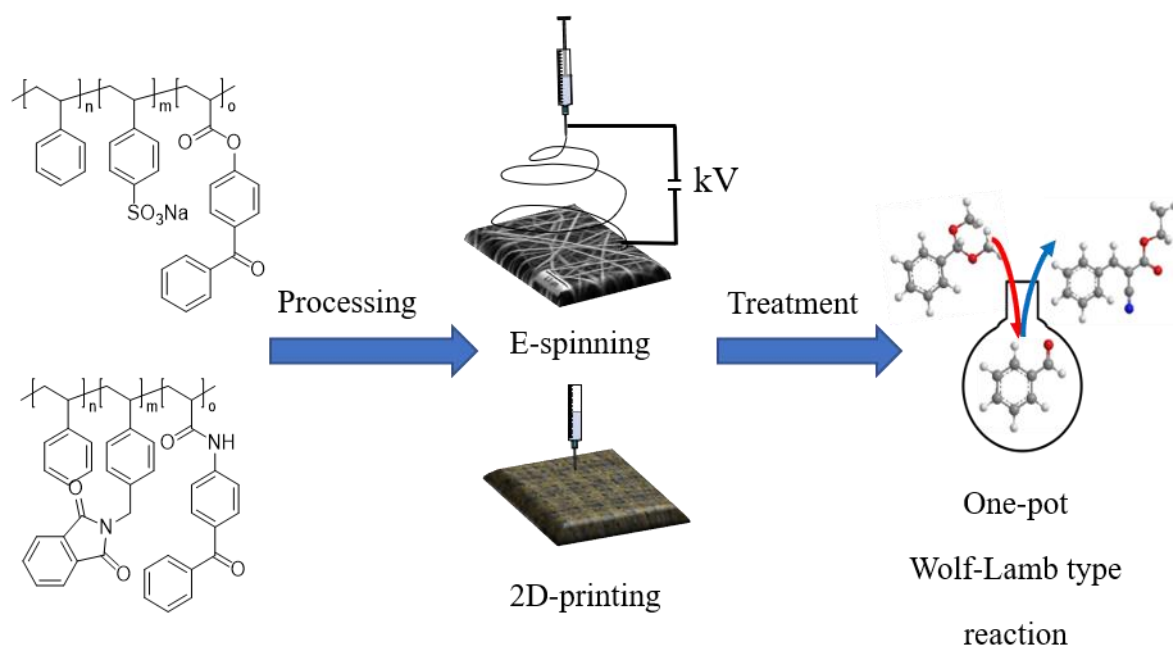 n
m
o
O
O
SO₃Na
O
Processing
n
m
o
O
NH
O
N
O
O
kV
E-spinning
2D-printing
Treatment
One-pot
Wolf-Lamb type
reaction